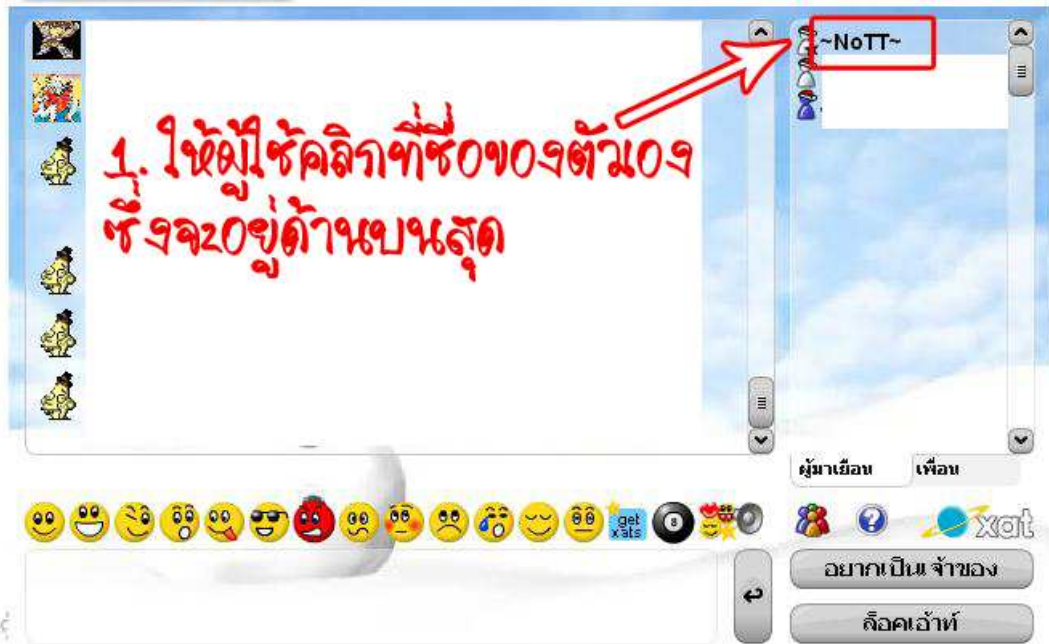 ~NoTT~
1. ให้ผู้ใช้คลิกที่ชื่อของตัวเอง
ซึ่งจะอยู่ด้านบนสุด
ผู้มาเยือน เพื่อน
get
xats
8
xat
อยากเป็นเจ้าของ
ล็อคเอ้าท์